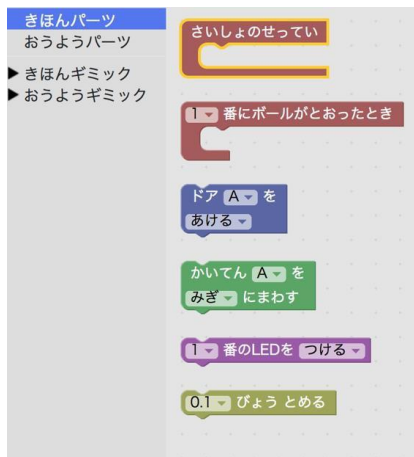 きほんパーツ
おうようパーツ
▶ きほんギミック
▶ おうようギミック
さいしょのせってい
1 番にボールがとおったとき
ドア A を
あける
かいてん A を
みぎ にまわす
1 番のLEDを つける
0.1 びょう とめる